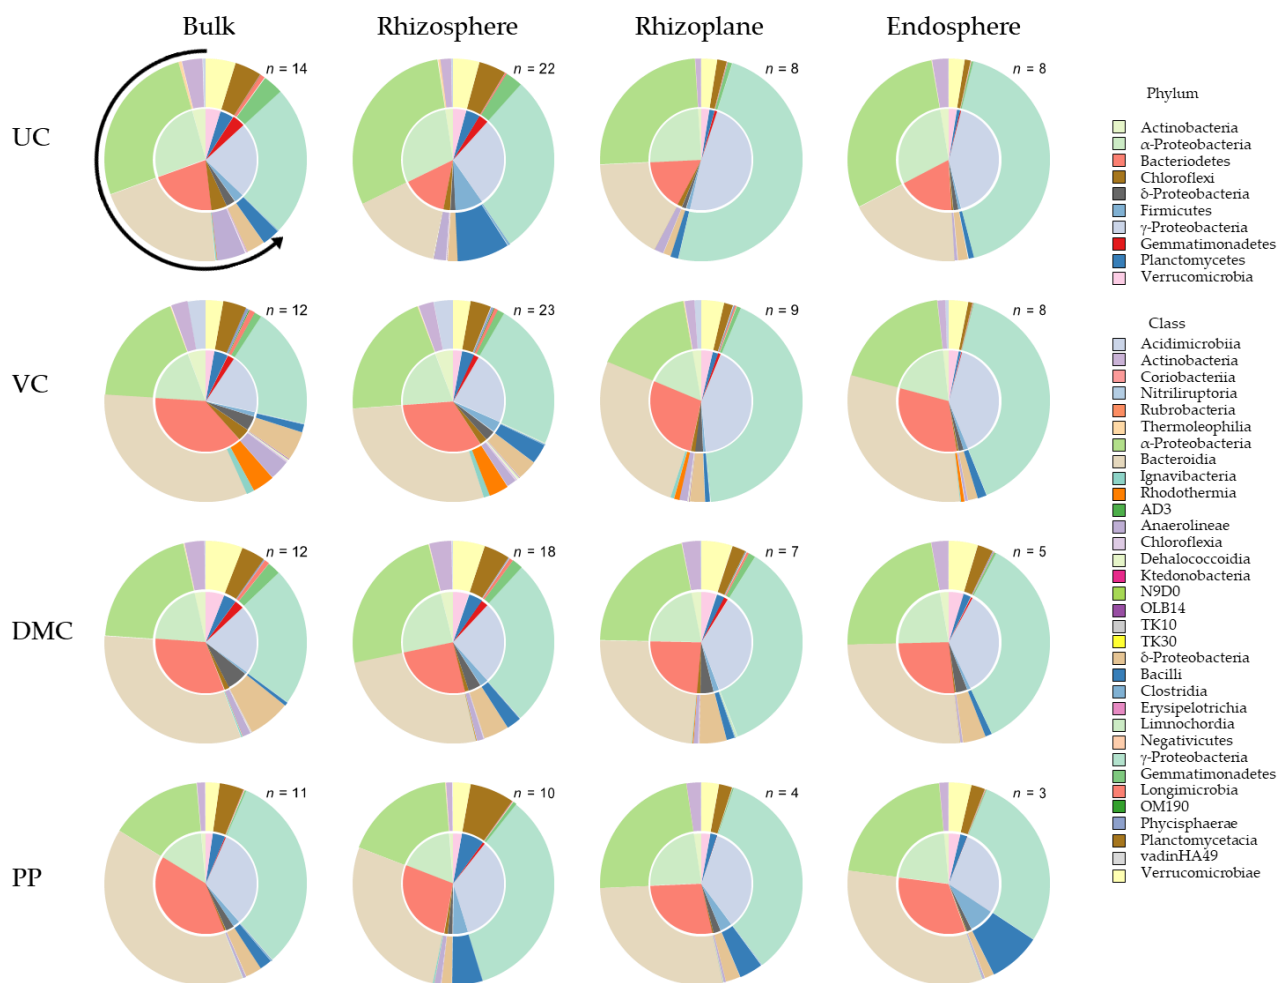 Bulk Rhizosphere Rhizoplane Endosphere
UC
n = 14
n = 22
n = 8
n = 8
VC
n = 12
n = 23
n = 9
n = 8
DMC
n = 12
n = 18
n = 7
n = 5
PP
n = 11
n = 10
n = 4
n = 3
Phylum
Actinobacteria
α-Proteobacteria
Bacteriodetes
Chloroflexi
δ-Proteobacteria
Firmicutes
γ-Proteobacteria
Gemmatimonadetes
Planctomycetes
Verrucomicrobia
Class
Acidimicrobiia
Actinobacteria
Coriobacteriia
Nitriliruptoria
Rubrobacteria
Thermoleophilia
α-Proteobacteria
Bacteroidia
Ignavibacteria
Rhodothermia
AD3
Anaerolineae
Chloroflexia
Dehalococcoidia
Ktedonobacteria
N9D0
OLB14
TK10
TK30
δ-Proteobacteria
Bacilli
Clostridia
Erysipelotrichia
Limnochordia
Negativicutes
γ-Proteobacteria
Gemmatimonadetes
Longimicrobia
OM190
Phycisphaerae
Planctomycetacia
vadinHA49
Verrucomicrobiae